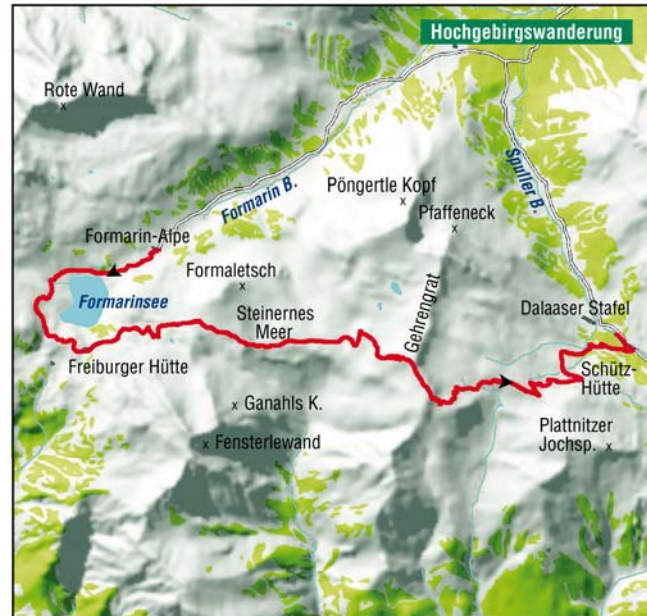 Hochgebirgswanderung
Rote Wand
Formarin B.
Spuller B.
Pöngertle Kopf
Pfaffeneck
Formarin-Alpe
Formaletsch
Formarinsee
Steinernes
Meer
Gehrengrat
Dalaaser Stafel
Freiburger Hütte
Schütz-
Hütte
Ganahls K.
Fensterlewand
Plattnitzer
Jochsp.